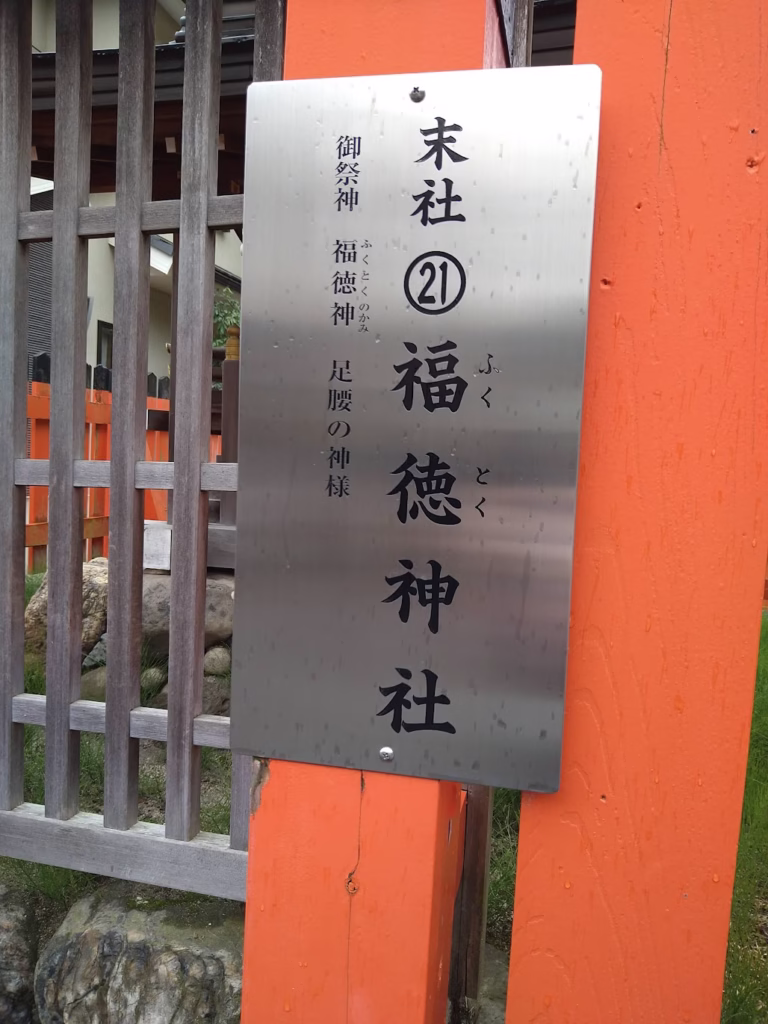 末社 ㉑ 福徳神社
ふくとく
御祭神 福徳神 足腰の神様
ふくとくのかみ